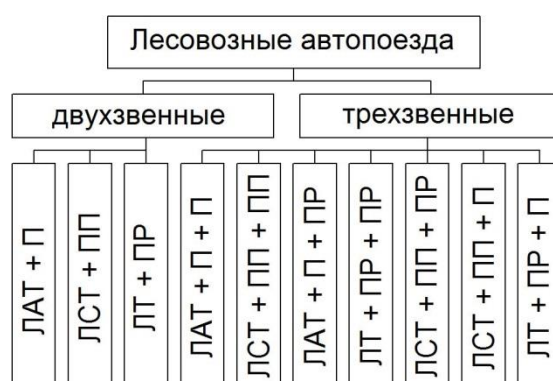 Лесовозные автопоезда
двухзвенные
трехзвенные
ЛАТ + П
ЛСТ + ПП
ЛТ + ПР
ЛАТ + П + П
ЛСТ + ПП + ПП
ЛАТ + П + ПР
ЛТ + ПР + ПР
ЛСТ + ПП + ПР
ЛСТ + ПП + П
ЛТ + ПР + П